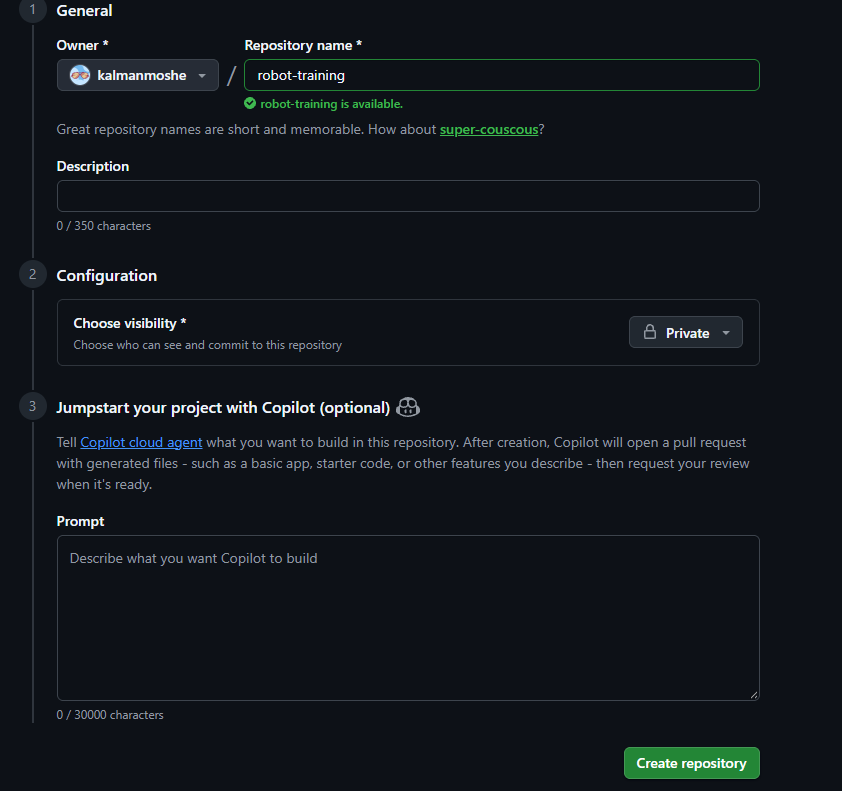 1
General
Owner *
Repository name *
kalmanmoshe
/
robot-training
robot-training is available.
Great repository names are short and memorable. How about super-couscous?
Description
0 / 350 characters
2
Configuration
Choose visibility *
Choose who can see and commit to this repository
Private
3
Jumpstart your project with Copilot (optional)
Tell Copilot cloud agent what you want to build in this repository. After creation, Copilot will open a pull request
with generated files - such as a basic app, starter code, or other features you describe - then request your review
when it's ready.
Prompt
Describe what you want Copilot to build
0 / 30000 characters
Create repository